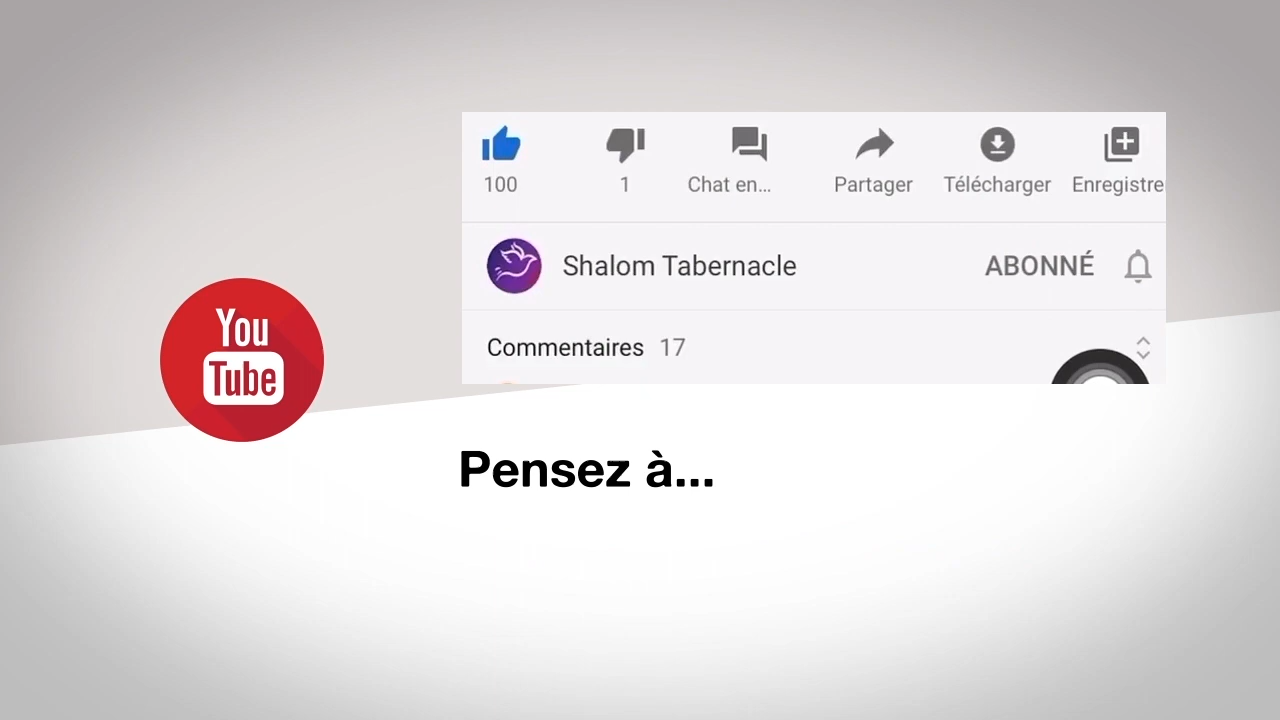 100
1
Chat en...
Partager
Télécharger
Enregistre
Shalom Tabernacle
ABONNÉ
Commentaires 17
You
Tube
Pensez à...